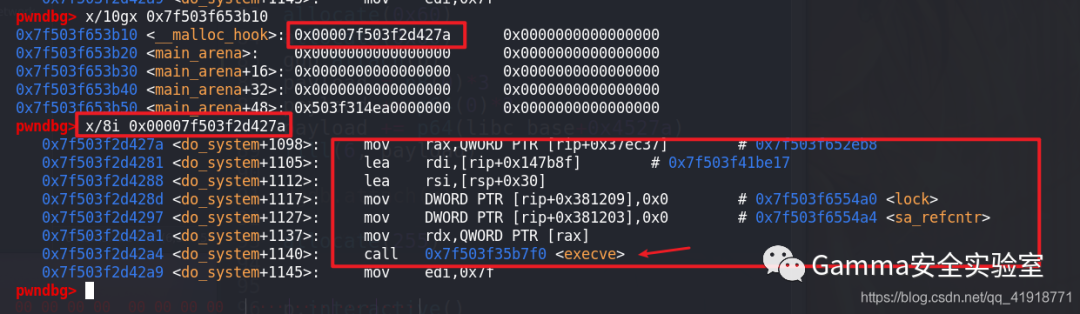 pwndbg> x/10gx 0x7f503f653b10
0x7f503f653b10 <__malloc_hook>: 0x00007f503f2d427a 0x0000000000000000
0x7f503f653b20 <main_arena>: 0x0000000000000000 0x0000000000000000
0x7f503f653b30 <main_arena+16>: 0x0000000000000000 0x0000000000000000
0x7f503f653b40 <main_arena+32>: 0x0000000000000000 0x0000000000000000
0x7f503f653b50 <main_arena+48>: 0x503f314ea0000000 0x0000000000000000
pwndbg> x/8i 0x00007f503f2d427a
0x7f503f2d427a <do_system+1098>: mov rax,QWORD PTR [rip+0x37ec37] # 0x7f503f652eb8
0x7f503f2d4281 <do_system+1105>: lea rdi,[rip+0x147b8f] # 0x7f503f41be17
0x7f503f2d4288 <do_system+1112>: lea rsi,[rsp+0x30]
0x7f503f2d428d <do_system+1117>: mov DWORD PTR [rip+0x381209],0x0 # 0x7f503f6554a0 <lock>
0x7f503f2d4297 <do_system+1127>: mov DWORD PTR [rip+0x381203],0x0 # 0x7f503f6554a4 <sa_refcntr>
0x7f503f2d42a1 <do_system+1137>: mov rdx,QWORD PTR [rax]
0x7f503f2d42a4 <do_system+1140>: call 0x7f503f35b7f0 <execve>
0x7f503f2d42a9 <do_system+1145>: mov edi,0x7f
pwndbg>
Gamma安全实验室
https://blog.csdn.net/qq_41918771